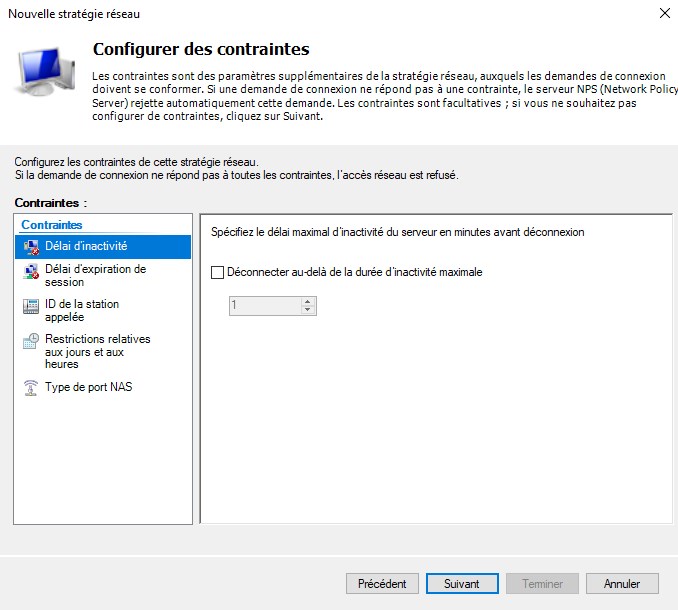 Nouvelle stratégie réseau
Configurer des contraintes
Les contraintes sont des paramètres supplémentaires de la stratégie réseau, auxquels les demandes de connexion
doivent se conformer. Si une demande de connexion ne répond pas à une contrainte, le serveur NPS (Network Policy
Server) rejette automatiquement cette demande. Les contraintes sont facultatives ; si vous ne souhaitez pas
configurer de contraintes, cliquez sur Suivant.
Configurez les contraintes de cette stratégie réseau.
Si la demande de connexion ne répond pas à toutes les contraintes, l'accès réseau est refusé.
Contraintes :
Contraintes
Délai d'inactivité
Délai d'expiration de
session
ID de la station
appelée
Restrictions relatives
aux jours et aux
heures
Type de port NAS
Spécifiez le délai maximal d'inactivité du serveur en minutes avant déconnexion
Déconnecter au-delà de la durée d'inactivité maximale
1
Précédent
Suivant
Terminer
Annuler